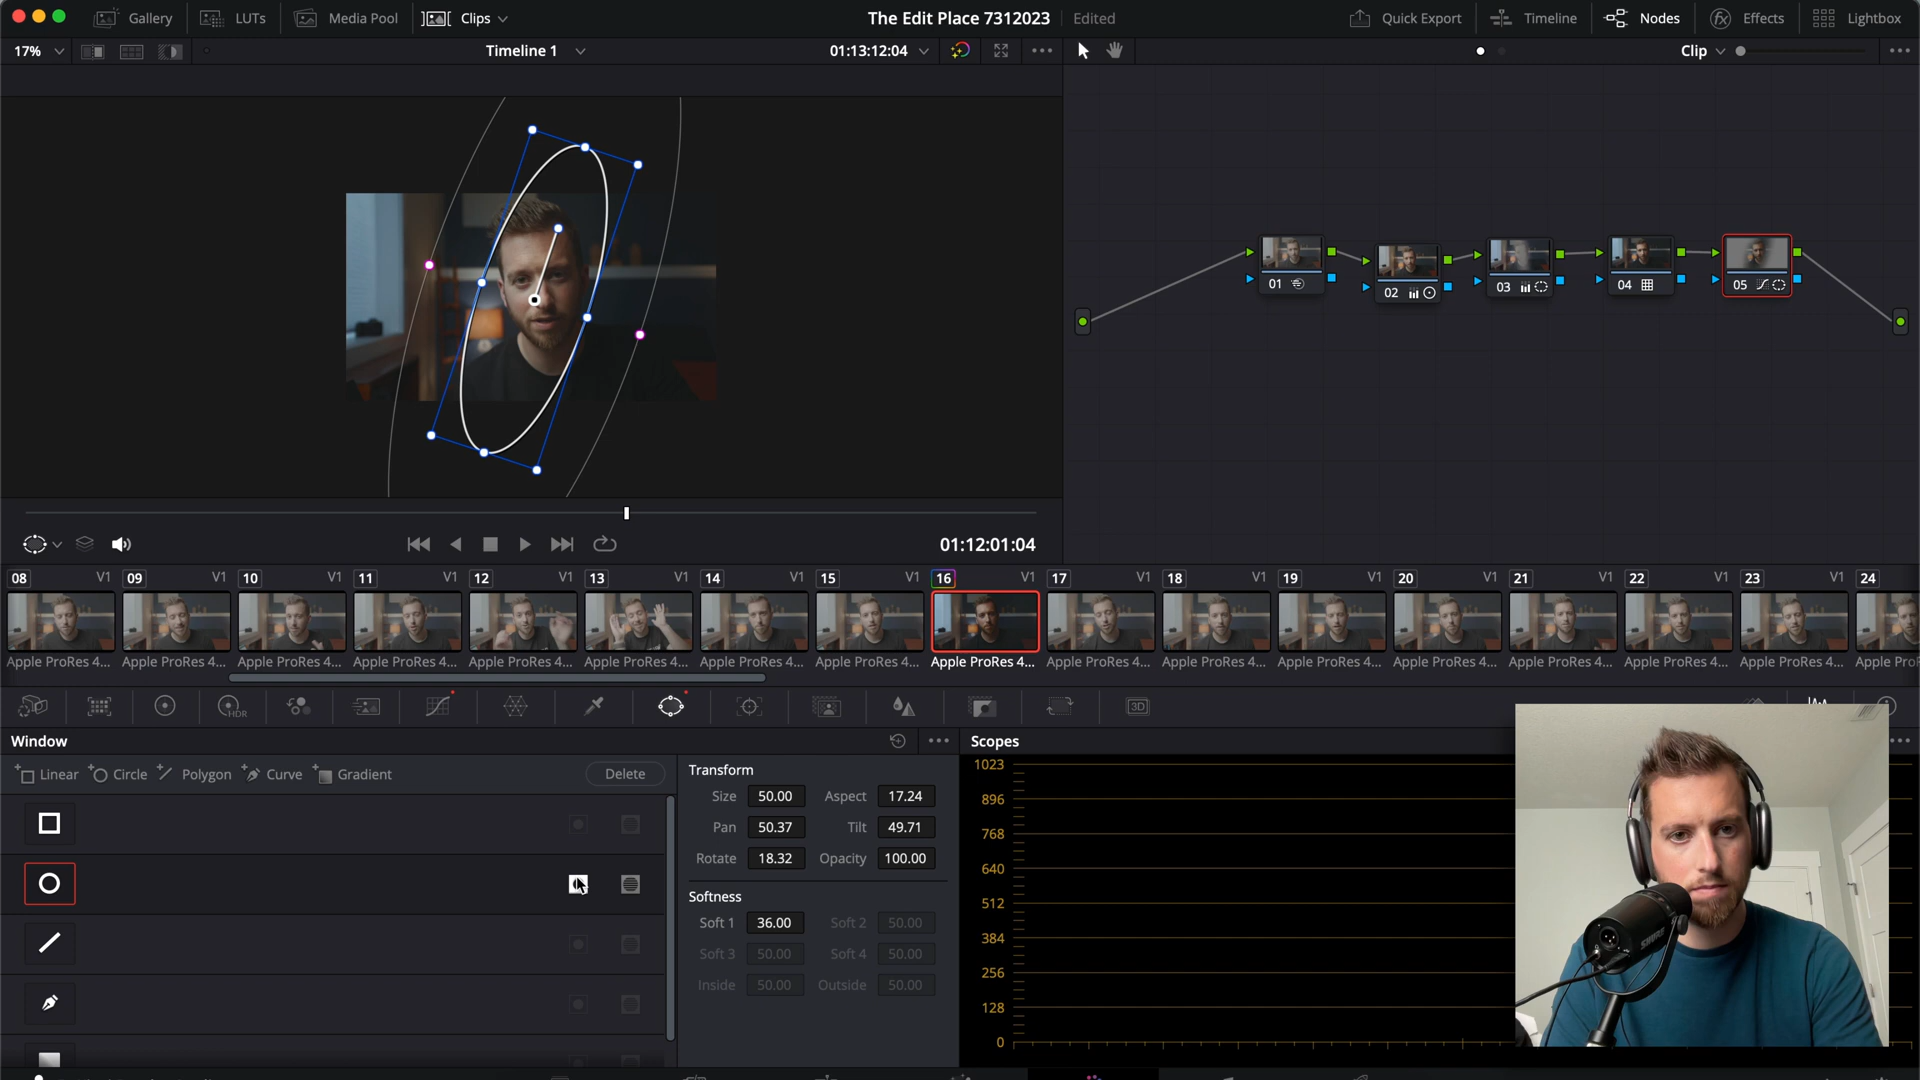 Gallery LUTs Media Pool Clips The Edit Place 7312023 Edited Quick Export Timeline Nodes fx Effects Lightbox
17% Timeline 1 01:13:12:04 Clip
01 02 03 04 05
01:12:01:04
08 V1 09 V1 10 V1 11 V1 12 V1 13 V1 14 V1 15 V1 16 V1 17 V1 18 V1 19 V1 20 V1 21 V1 22 V1 23 V1 24
Apple ProRes 4... Apple ProRes 4... Apple ProRes 4... Apple ProRes 4... Apple ProRes 4... Apple ProRes 4... Apple ProRes 4... Apple ProRes 4... Apple ProRes 4... Apple ProRes 4... Apple ProRes 4... Apple ProRes 4... Apple ProRes 4... Apple ProRes 4... Apple ProRes 4... Apple ProRes 4... Apple Pro
HDR 3D
Window
Linear Circle Polygon Curve Gradient Delete
Transform
Size 50.00 Aspect 17.24
Pan 50.37 Tilt 49.71
Rotate 18.32 Opacity 100.00
Softness
Soft 1 36.00 Soft 2 50.00
Soft 3 50.00 Soft 4 50.00
Inside 50.00 Outside 50.00
Scopes
1023
896
768
640
512
384
256
128
0
SHURE